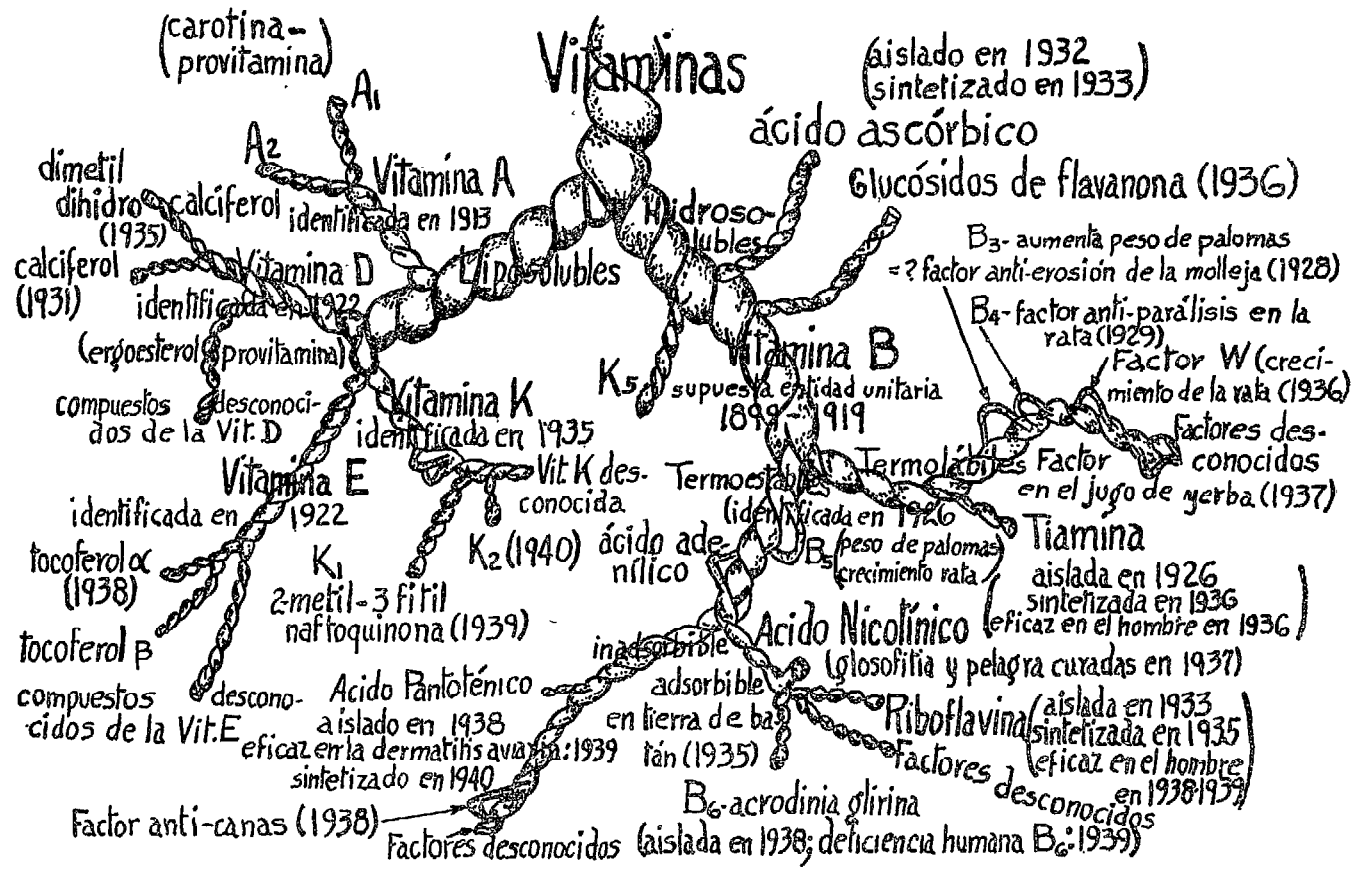 Vitaminas
(carotina-
provitamina)
A1
A2
Vitamina A
identificada en 1913
dimetil
dihidro calciferol
(1935)
calciferol
(1931)
Vitamina D
identificada en 1922
(ergoesterol provitamina)
compuestos desconoci-
dos de la Vit. D
Liposolubles
Vitamina K
identificada en 1935
Vit K des-
conocida
K2 (1940)
K1
2-metil-3 fitil
naftoquinona (1939)
Vitamina E
identificada en 1922
tocoferol α
(1938)
tocoferol β
compuestos descono-
cidos de la Vit. E
Hidroso-
lubles
(aislado en 1932
sintetizado en 1933)
ácido ascórbico
Glucósidos de flavanona (1936)
K5
Vitamina B
supuesta entidad unitaria
1899-1919
B3- aumenta peso de palomas
=? factor anti-erosión de la molleja (1928)
B4- factor anti-parálisis en la
rata (1929)
Factor W (creci-
miento de la rata (1936)
Factores des-
conocidos
Termolábiles
Factor
en el jugo de yerba (1937)
Tiamina
(aislada en 1926
sintetizada en 1936
eficaz en el hombre en 1936)
Termoestables
(identificada en 1926
B5 (peso de palomas
crecimiento rata)
ácido ade-
nílico
Acido Nicotínico
(glosofitia y pelagra curadas en 1937)
inadsorbible
adsorbible
en tierra de ba-
tán (1935)
Riboflavina (aislada en 1933
sintetizada en 1935
eficaz en el hombre
en 1938-1939)
Factores desconocidos
B6-acrodinia glirina
(aislada en 1938; deficiencia humana B6: 1939)
Acido Pantoténico
aislado en 1938
eficaz en la dermatitis aviaria: 1939
sintetizado en 1940
Factor anti-canas (1938)
Factores desconocidos